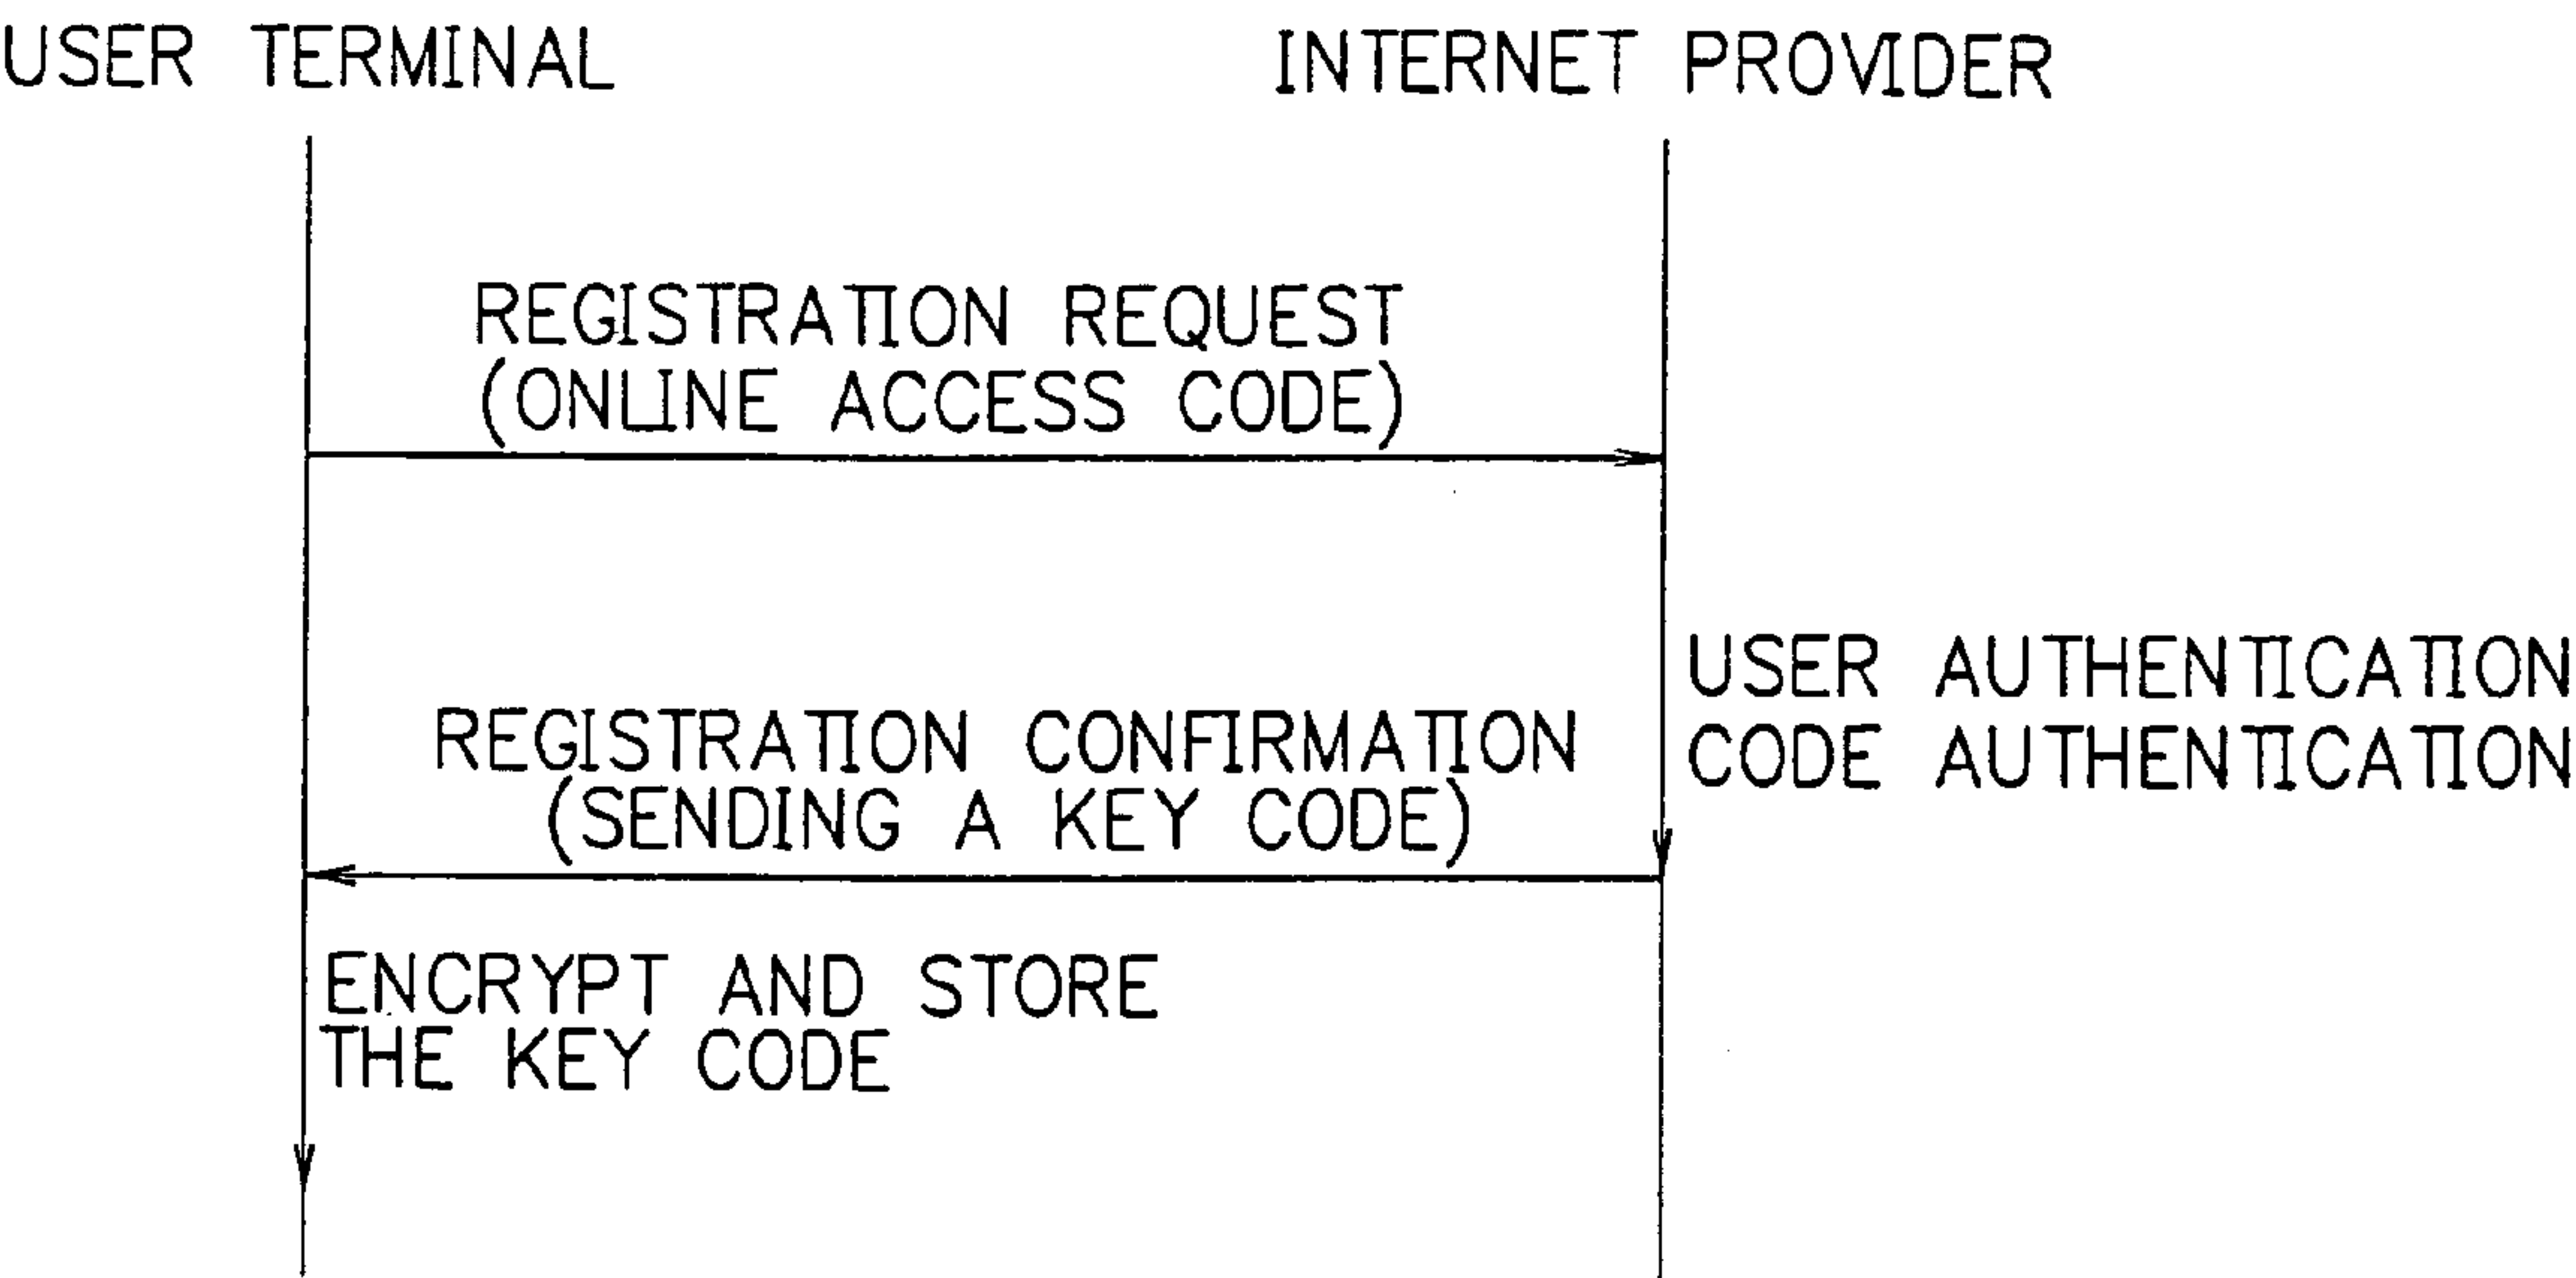 USER TERMINAL
INTERNET PROVIDER
REGISTRATION REQUEST
(ONLINE ACCESS CODE)
USER AUTHENTICATION
CODE AUTHENTICATION
REGISTRATION CONFIRMATION
(SENDING A KEY CODE)
ENCRYPT AND STORE
THE KEY CODE